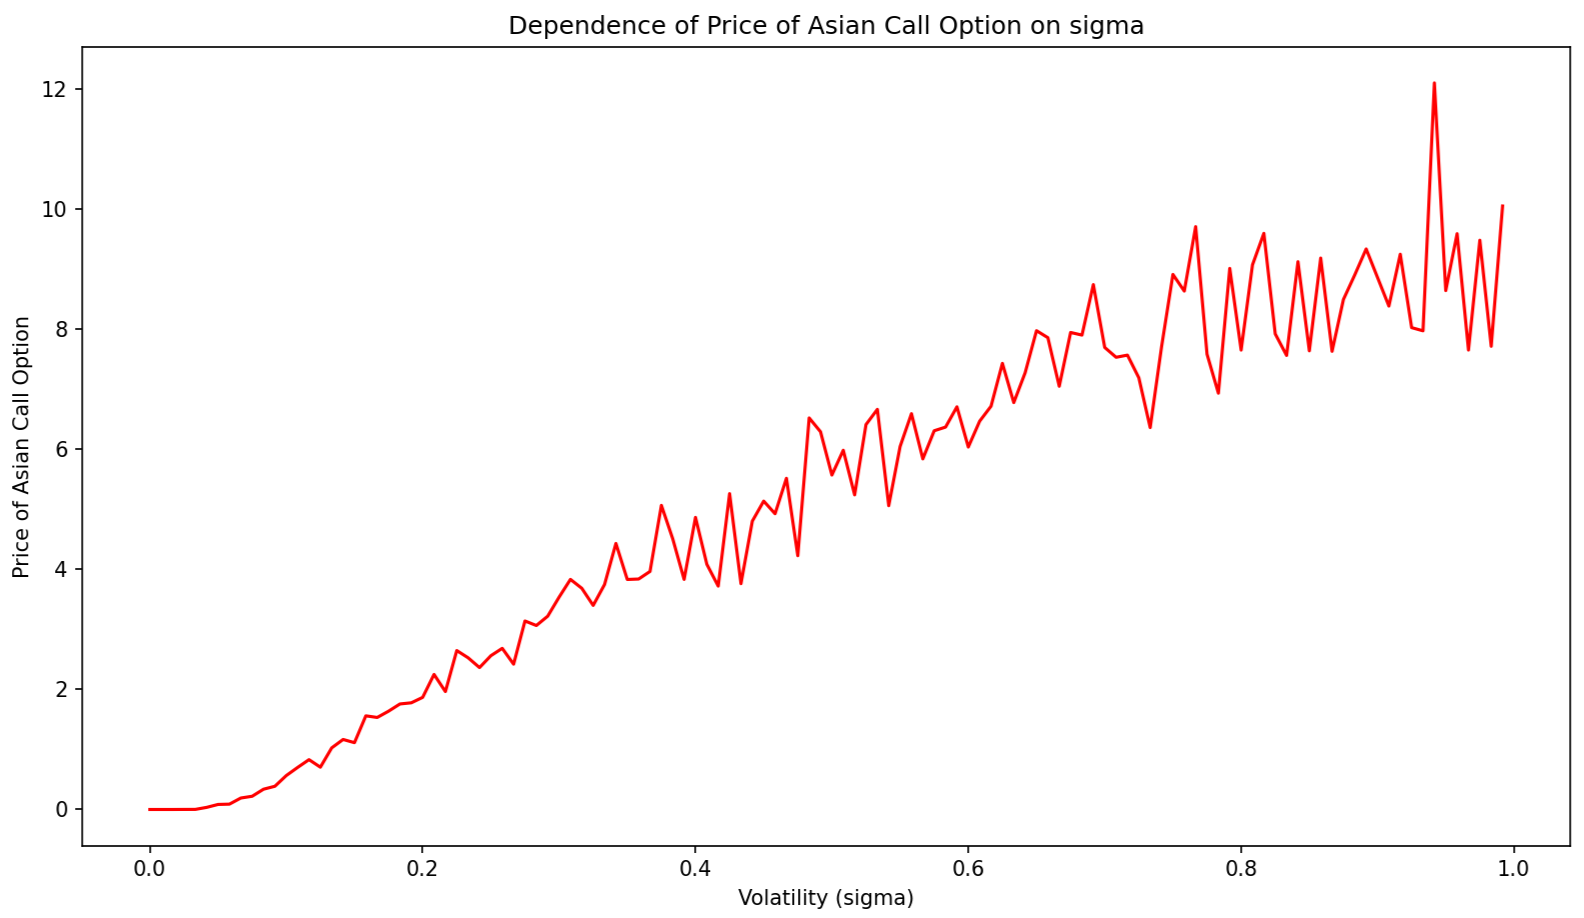 Dependence of Price of Asian Call Option on sigma
Price of Asian Call Option
12
10
8
6
4
2
0
0.0 0.2 0.4 0.6 0.8 1.0
Volatility (sigma)